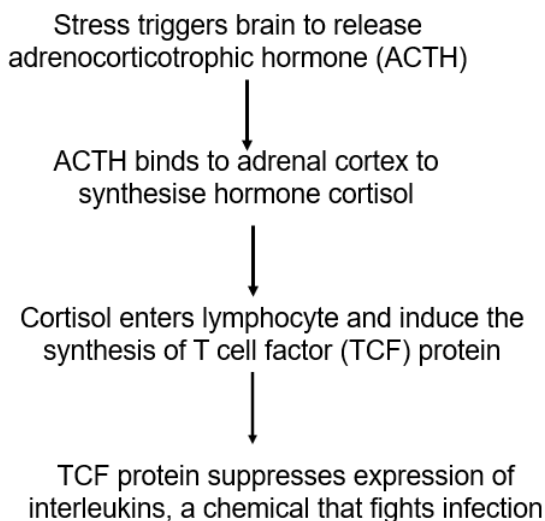 Stress triggers brain to release
adrenocorticotrophic hormone (ACTH)
ACTH binds to adrenal cortex to
synthesise hormone cortisol
Cortisol enters lymphocyte and induce the
synthesis of T cell factor (TCF) protein
TCF protein suppresses expression of
interleukins, a chemical that fights infection